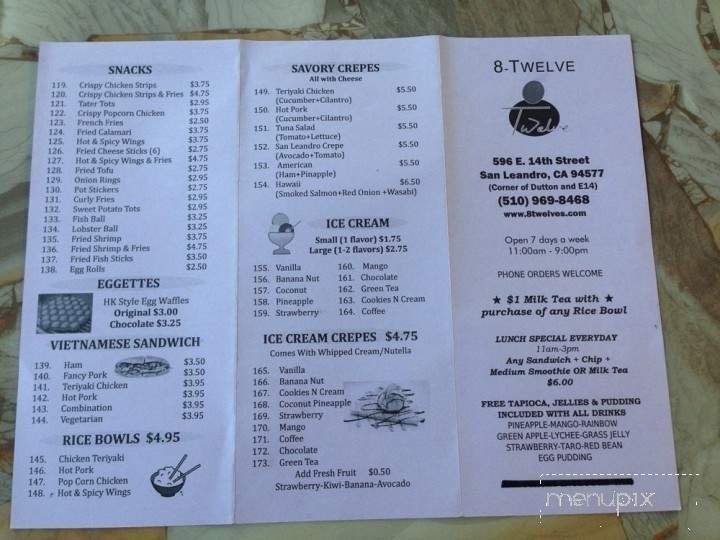 SNACKS
119. Crispy Chicken Strips $3.75
120. Crispy Chicken Strips & Fries $4.75
121. Tater Tots $2.95
122. Crispy Popcorn Chicken $3.75
123. French Fries $2.50
124. Fried Calamari $3.75
125. Hot & Spicy Wings $3.75
126. Fried Cheese Sticks (6) $2.75
127. Hot & Spicy Wings & Fries $4.75
128. Fried Tofu $2.75
129. Onion Rings $2.95
130. Pot Stickers $2.75
131. Curly Fries $2.95
132. Sweet Potato Tots $2.95
133. Fish Ball $3.25
134. Lobster Ball $3.25
135. Fried Shrimp $3.75
136. Fried Shrimp & Fries $4.75
137. Fried Fish Sticks $3.50
138. Egg Rolls $2.50
EGGETTES
HK Style Egg Waffles
Original $3.00
Chocolate $3.25
VIETNAMESE SANDWICH
139. Ham $3.50
140. Fancy Pork $3.50
141. Teriyaki Chicken $3.95
142. Hot Pork $3.95
143. Combination $3.95
144. Vegetarian $3.95
RICE BOWLS $4.95
145. Chicken Teriyaki
146. Hot Pork
147. Pop Corn Chicken
148. Hot & Spicy Wings
SAVORY CREPES
All with Cheese
149. Teriyaki Chicken $5.50
(Cucumber+Cilantro)
150. Hot Pork $5.50
(Cucumber+Cilantro)
151. Tuna Salad $5.50
(Tomato+Lettuce)
152. San Leandro Crepe $5.50
(Avocado+Tomato)
153. American $5.50
(Ham+Pinapple)
154. Hawaii $6.50
(Smoked Salmon+Red Onion +Wasabi)
ICE CREAM
Small (1 flavor) $1.75
Large (1-2 flavors) $2.75
155. Vanilla 160. Mango
156. Banana Nut 161. Chocolate
157. Coconut 162. Green Tea
158. Pineapple 163. Cookies N Cream
159. Strawberry 164. Coffee
ICE CREAM CREPES $4.75
Comes With Whipped Cream/Nutella
165. Vanilla
166. Banana Nut
167. Cookies N Cream
168. Coconut Pineapple
169. Strawberry
170. Mango
171. Coffee
172. Chocolate
173. Green Tea
Add Fresh Fruit $0.50
Strawberry-Kiwi-Banana-Avocado
8-TWELVE
Twelve
596 E. 14th Street
San Leandro, CA 94577
(Corner of Dutton and E14)
(510) 969-8468
www.8twelves.com
Open 7 days a week
11:00am - 9:00pm
PHONE ORDERS WELCOME
★ $1 Milk Tea with ★
purchase of any Rice Bowl
LUNCH SPECIAL EVERYDAY
11am-3pm
Any Sandwich + Chip +
Medium Smoothie OR Milk Tea
$6.00
FREE TAPIOCA, JELLIES & PUDDING
INCLUDED WITH ALL DRINKS
PINEAPPLE-MANGO-RAINBOW
GREEN APPLE-LYCHEE-GRASS JELLY
STRAWBERRY-TARO-RED BEAN
EGG PUDDING
menupix